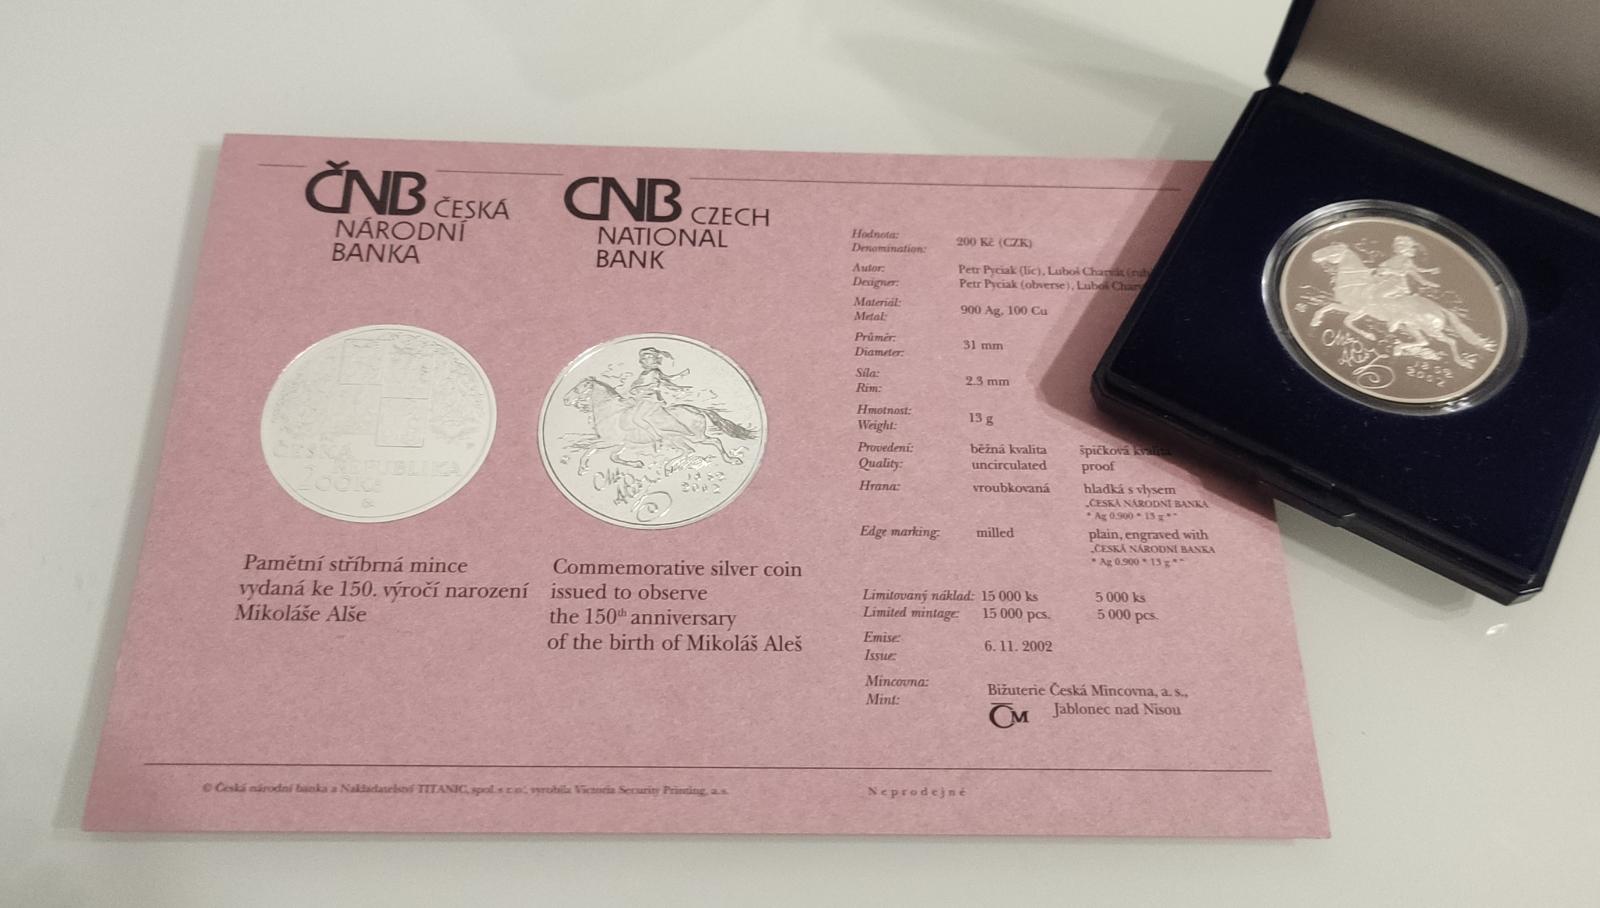 ČNB ČESKÁ
NÁRODNÍ
BANKA
CNB CZECH
NATIONAL
BANK
ČESKÁ
REPUBLIKA
200 Kč
1852
2002
Pamětní stříbrná mince
vydaná ke 150. výročí narození
Mikoláše Alše
Commemorative silver coin
issued to observe
the 150th anniversary
of the birth of Mikoláš Aleš
Hodnota:
Denomination: 200 Kč (CZK)
Autor: Petr Pyciak (líc), Luboš Charvát
Designer: Petr Pyciak (obverse), Luboš
Materiál:
Metal: 900 Ag, 100 Cu
Průměr:
Diameter: 31 mm
Síla:
Rim: 2.3 mm
Hmotnost:
Weight: 13 g
Provedení: běžná kvalita špičková kvalita
Quality: uncirculated proof
Hrana: vroubkovaná hladká s vlysem
„ČESKÁ NÁRODNÍ BANKA
* Ag 0.900 * 13 g *“
Edge marking: milled plain, engraved with
„ČESKÁ NÁRODNÍ BANKA
* Ag 0.900 * 13 g *“
Limitovaný náklad: 15 000 ks 5 000 ks
Limited mintage: 15 000 pcs. 5 000 pcs.
Emise:
Issue: 6. 11. 2002
Mincovna: Bižuterie Česká Mincovna, a. s.,
Mint: ČM Jablonec nad Nisou
© Česká národní banka a Nakladatelství TITANIC, spol. s r.o., vyrobila Victoria Security Printing, a.s.
Neprodejné
Aleš
1852
2002